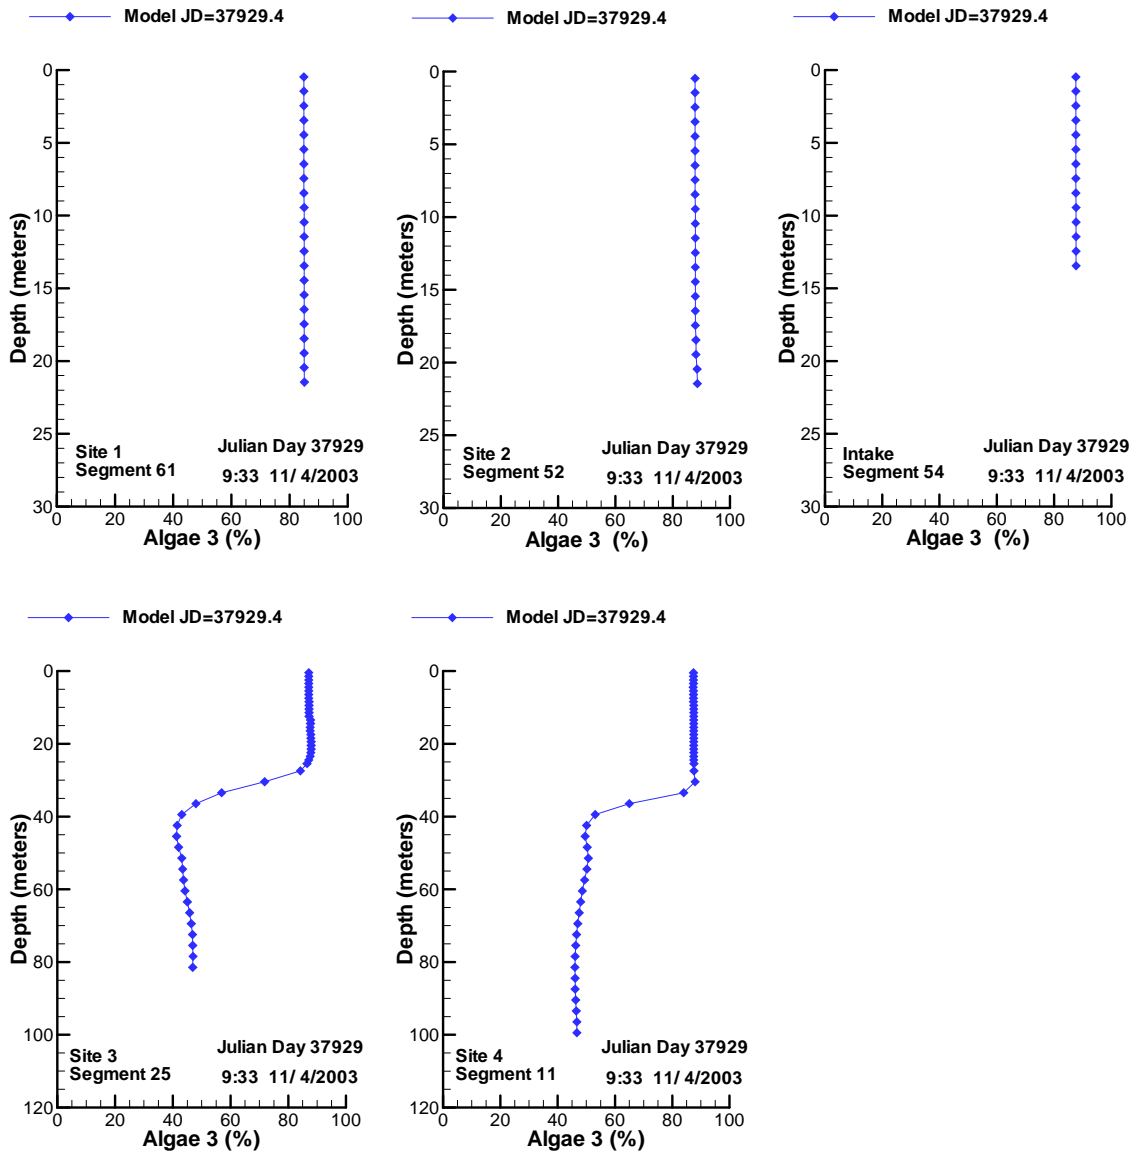 Model JD=37929.4
0
5
10
15
20
25
30
Depth (meters)
Site 1
Segment 61
Julian Day 37929
9:33 11/ 4/2003
0 20 40 60 80 100
Algae 3 (%)
Model JD=37929.4
0
5
10
15
20
25
30
Depth (meters)
Site 2
Segment 52
Julian Day 37929
9:33 11/ 4/2003
0 20 40 60 80 100
Algae 3 (%)
Model JD=37929.4
0
5
10
15
20
25
30
Depth (meters)
Intake
Segment 54
Julian Day 37929
9:33 11/ 4/2003
0 20 40 60 80 100
Algae 3 (%)
Model JD=37929.4
0
20
40
60
80
100
120
Depth (meters)
Site 3
Segment 25
Julian Day 37929
9:33 11/ 4/2003
0 20 40 60 80 100
Algae 3 (%)
Model JD=37929.4
0
20
40
60
80
100
120
Depth (meters)
Site 4
Segment 11
Julian Day 37929
9:33 11/ 4/2003
0 20 40 60 80 100
Algae 3 (%)